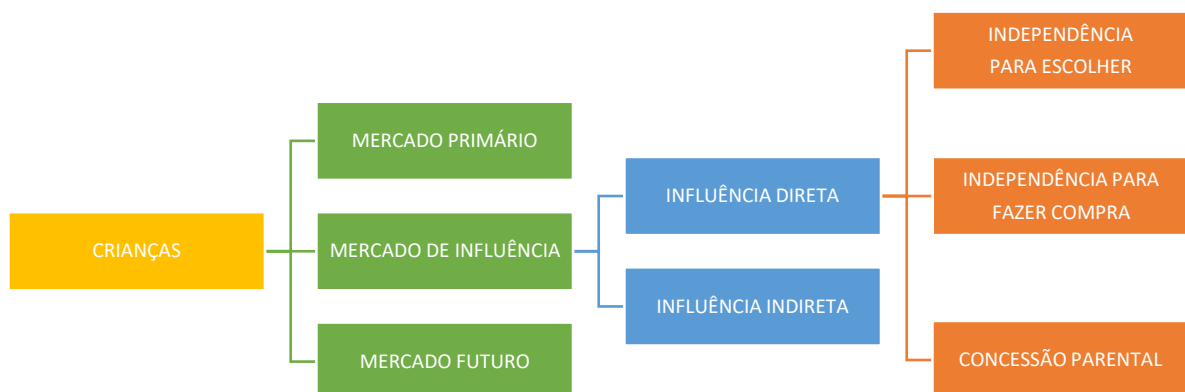 CRIANÇAS
MERCADO PRIMÁRIO
MERCADO DE INFLUÊNCIA
MERCADO FUTURO
INFLUÊNCIA DIRETA
INFLUÊNCIA INDIRETA
INDEPENDÊNCIA
PARA ESCOLHER
INDEPENDÊNCIA PARA
FAZER COMPRA
CONCESSÃO PARENTAL